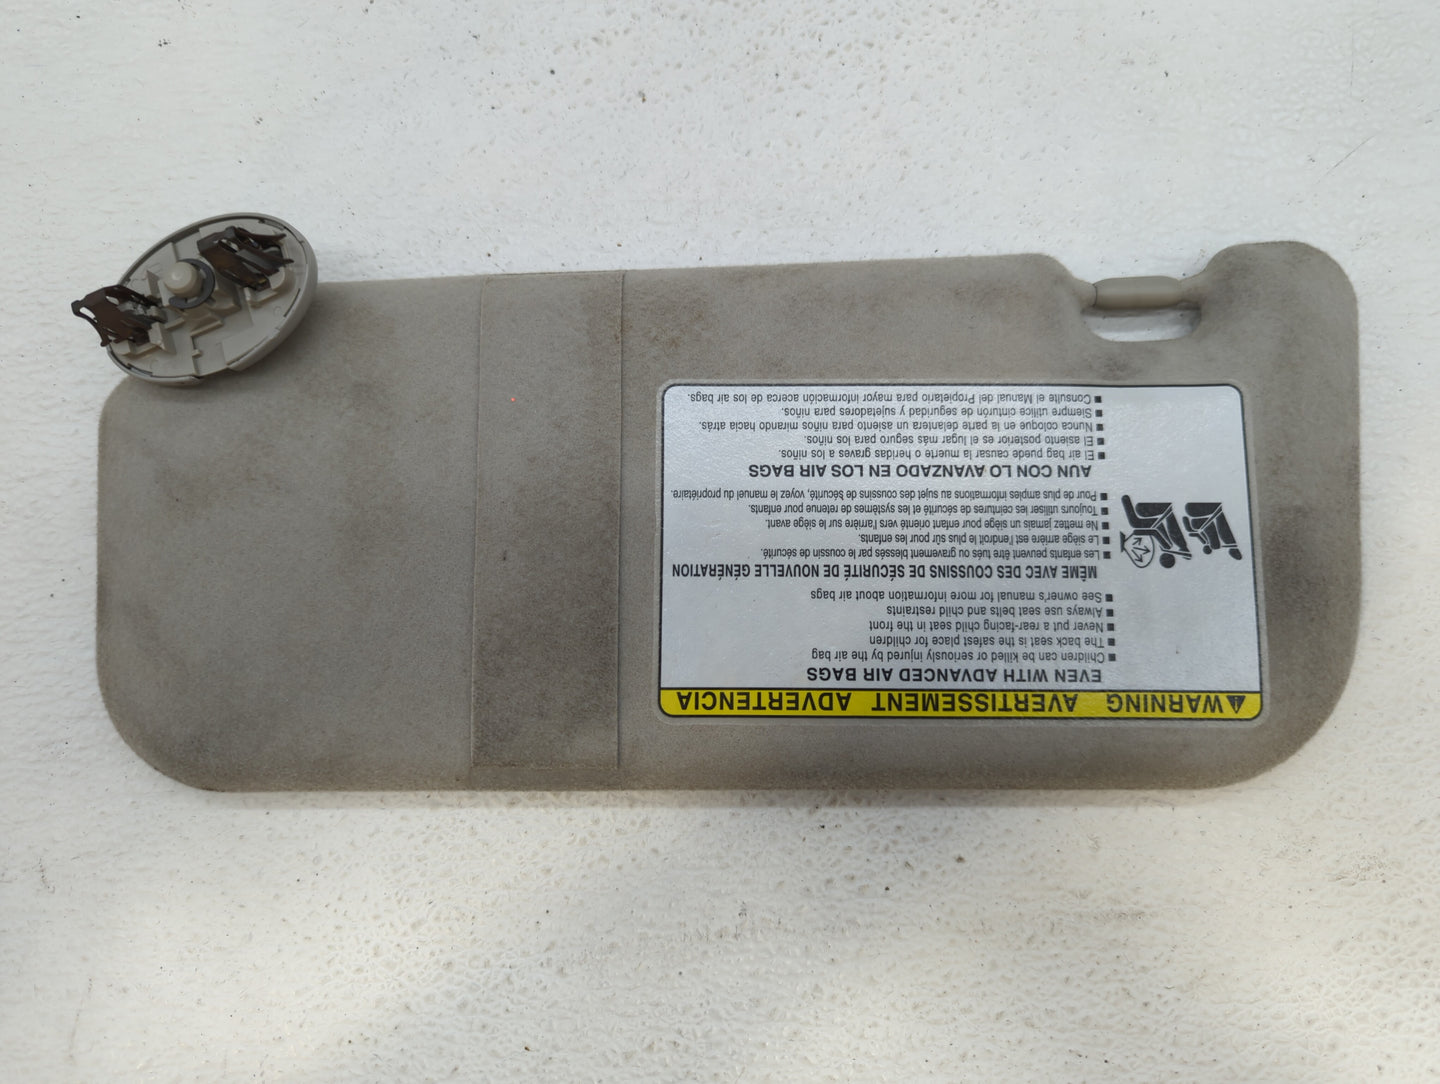 WARNING AVERTISSEMENT ADVERTENCIA
EVEN WITH ADVANCED AIR BAGS
■ Children can be killed or seriously injured by the air bag
■ The back seat is the safest place for children
■ Never put a rear-facing child seat in the front
■ Always use seat belts and child restraints
■ See owner's manual for more information about air bags
MÊME AVEC DES COUSSINS DE SÉCURITÉ DE NOUVELLE GÉNÉRATION
■ Les enfants peuvent être tués ou gravement blessés par le coussin de sécurité.
■ Le siège arrière est l'endroit le plus sûr pour les enfants.
■ Ne mettez jamais un siège pour enfant orienté vers l'arrière sur le siège avant.
■ Toujours utiliser les ceintures de sécurité et les systèmes de retenue pour enfants.
■ Pour de plus amples informations au sujet des coussins de sécurité, voyez le manuel du propriétaire.
AUN CON LO AVANZADO EN LOS AIR BAGS
■ El air bag puede causar la muerte o heridas graves a los niños.
■ El asiento posterior es el lugar más seguro para los niños.
■ Nunca coloque en la parte delantera un asiento para niños mirando hacia atrás.
■ Siempre utilice cinturón de seguridad y sujetadores para niños.
■ Consulte el Manual del Propietario para mayor información acerca de los air bags.